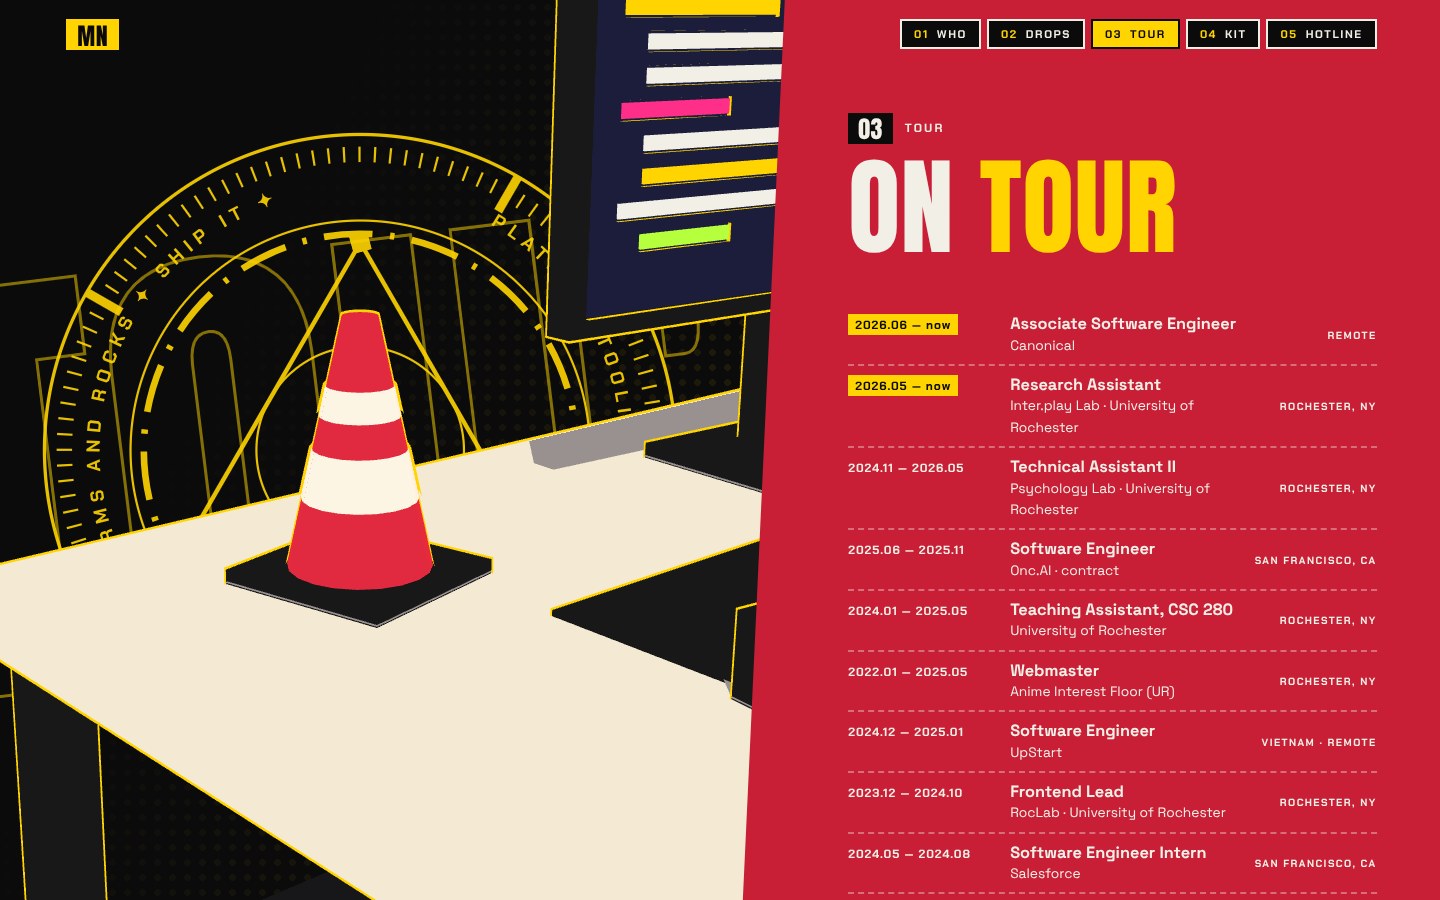 MN
01 WHO
02 DROPS
03 TOUR
04 KIT
05 HOTLINE
SHIP IT ✦
✦
RMS AND ROCKS
PLAT
TOOLI
03 TOUR
ON TOUR
2026.06 — now
Associate Software Engineer
Canonical
REMOTE
2026.05 — now
Research Assistant
Inter.play Lab · University of
Rochester
ROCHESTER, NY
2024.11 — 2026.05
Technical Assistant II
Psychology Lab · University of
Rochester
ROCHESTER, NY
2025.06 — 2025.11
Software Engineer
Onc.AI · contract
SAN FRANCISCO, CA
2024.01 — 2025.05
Teaching Assistant, CSC 280
University of Rochester
ROCHESTER, NY
2022.01 — 2025.05
Webmaster
Anime Interest Floor (UR)
ROCHESTER, NY
2024.12 — 2025.01
Software Engineer
UpStart
VIETNAM · REMOTE
2023.12 — 2024.10
Frontend Lead
RocLab · University of Rochester
ROCHESTER, NY
2024.05 — 2024.08
Software Engineer Intern
Salesforce
SAN FRANCISCO, CA